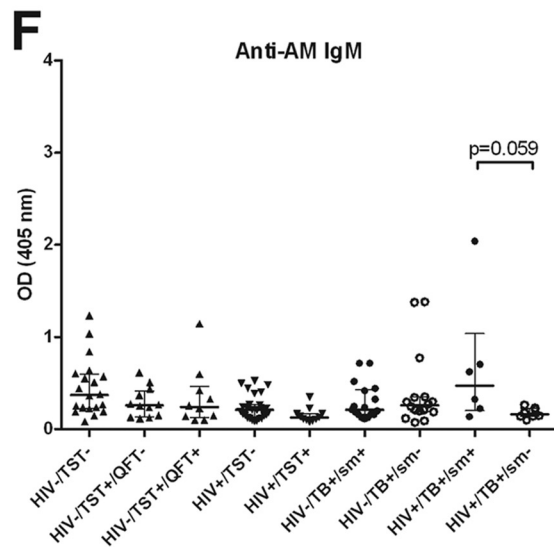 F
Anti-AM IgM
4
3
2
1
0
OD (405 nm)
p=0.059
HIV-/TST-
HIV-/TST+/QFT-
HIV-/TST+/QFT+
HIV+/TST-
HIV+/TST+
HIV-/TB+/sm+
HIV-/TB+/sm-
HIV+/TB+/sm+
HIV+/TB+/sm-